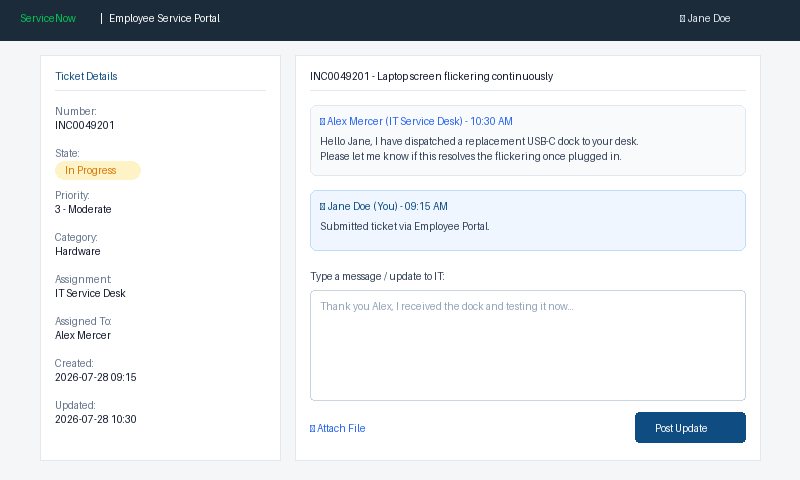 ServiceNow | Employee Service Portal
Jane Doe
Ticket Details
Number:
INC0049201
State:
In Progress
Priority:
3 - Moderate
Category:
Hardware
Assignment:
IT Service Desk
Assigned To:
Alex Mercer
Created:
2026-07-28 09:15
Updated:
2026-07-28 10:30
INC0049201 - Laptop screen flickering continuously
Alex Mercer (IT Service Desk) - 10:30 AM
Hello Jane, I have dispatched a replacement USB-C dock to your desk.
Please let me know if this resolves the flickering once plugged in.
Jane Doe (You) - 09:15 AM
Submitted ticket via Employee Portal.
Type a message / update to IT:
Thank you Alex, I received the dock and testing it now...
Attach File
Post Update